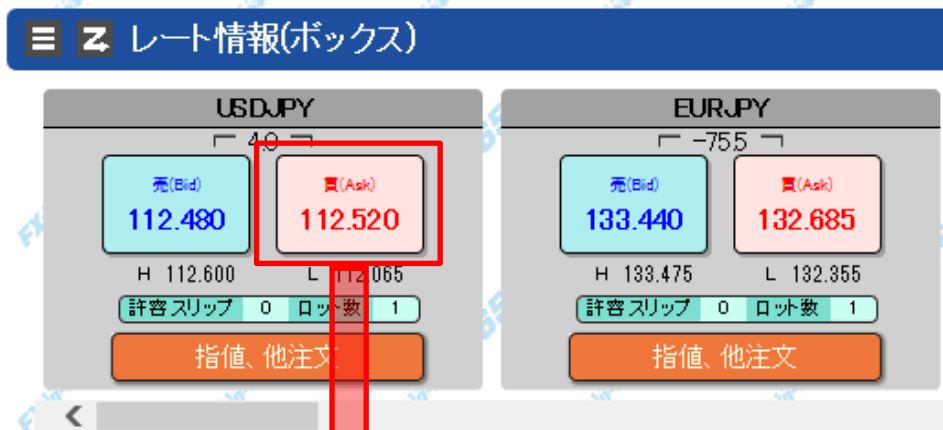 レート情報(ボックス)
USDJPY
4.0
売(Bid) 買(Ask)
112.480 112.520
H 112.600 L 112.065
許容スリップ 0 ロット数 1
指値、他注文
EURJPY
-75.5
売(Bid) 買(Ask)
133.440 132.685
H 133.475 L 132.355
許容スリップ 0 ロット数 1
指値、他注文